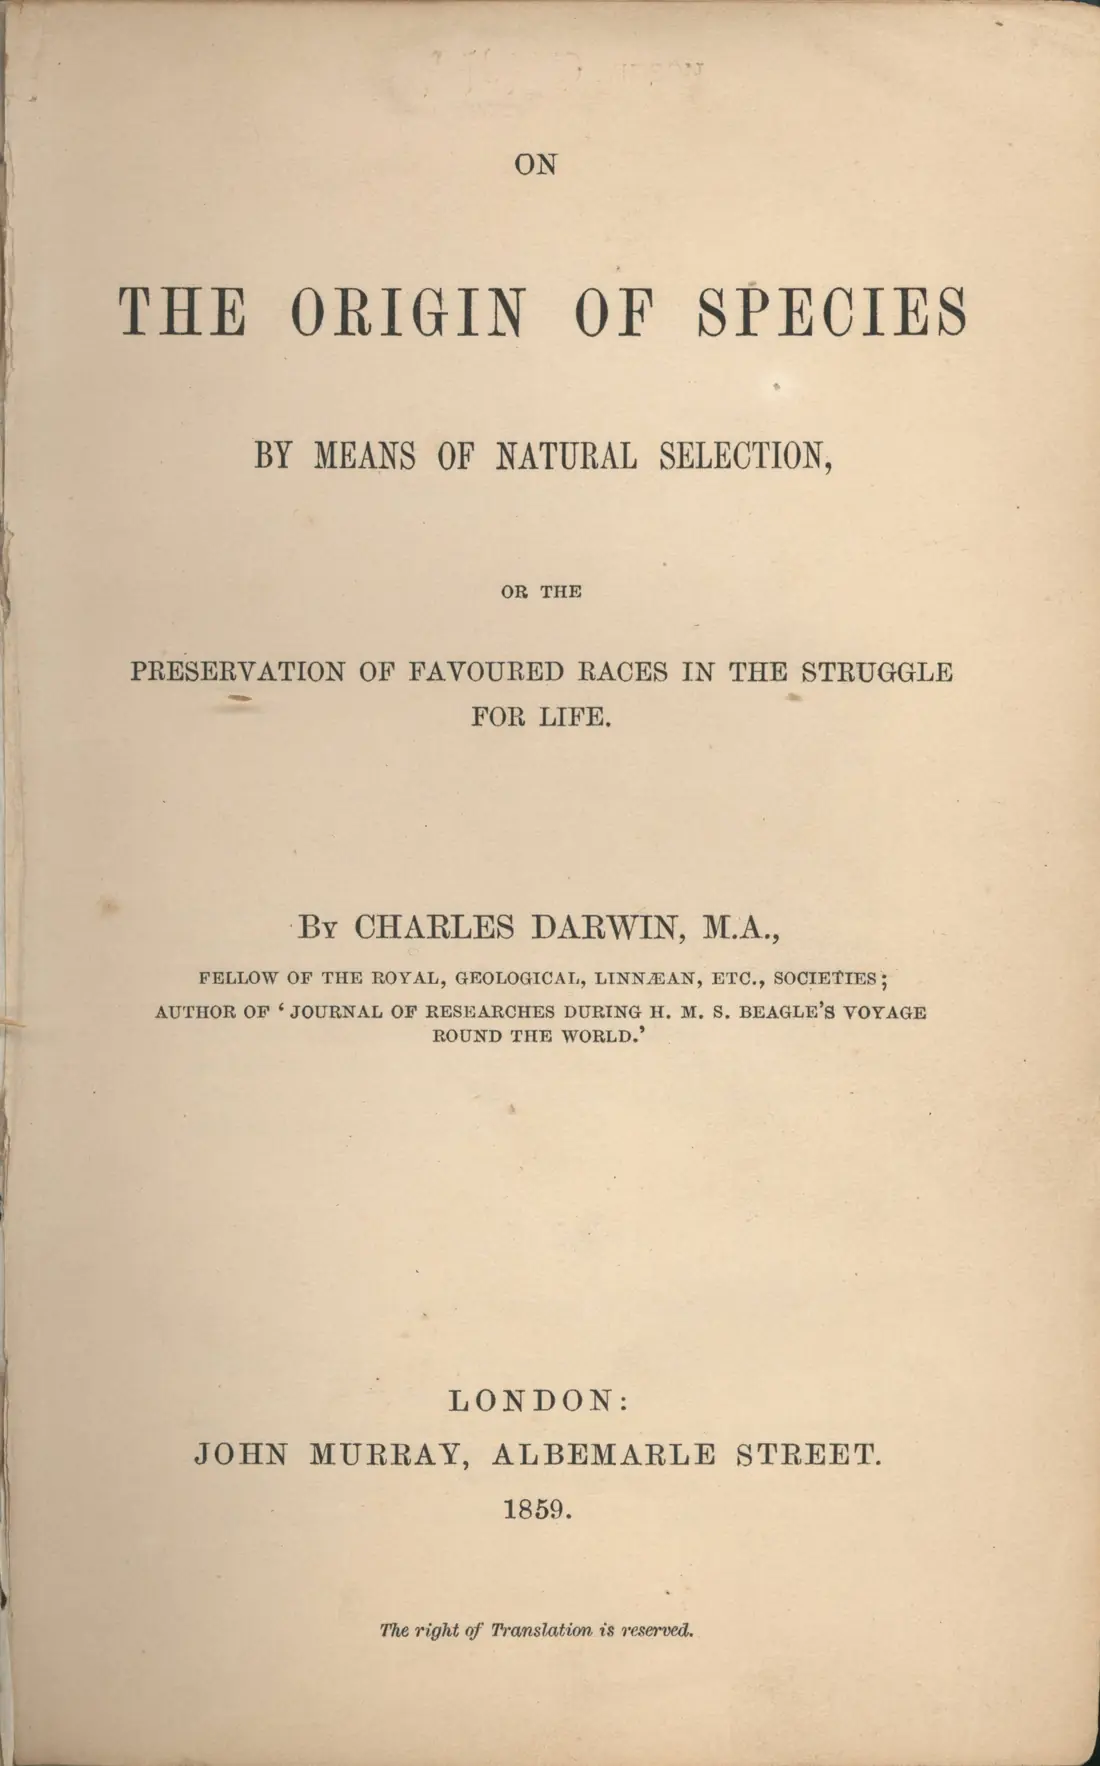 ON
THE ORIGIN OF SPECIES
BY MEANS OF NATURAL SELECTION,
OR THE
PRESERVATION OF FAVOURED RACES IN THE STRUGGLE
FOR LIFE.
By CHARLES DARWIN, M.A.,
FELLOW OF THE ROYAL, GEOLOGICAL, LINNÆAN, ETC., SOCIETIES;
AUTHOR OF ‘JOURNAL OF RESEARCHES DURING H. M. S. BEAGLE’S VOYAGE
ROUND THE WORLD.’
LONDON:
JOHN MURRAY, ALBEMARLE STREET.
1859.
The right of Translation is reserved.